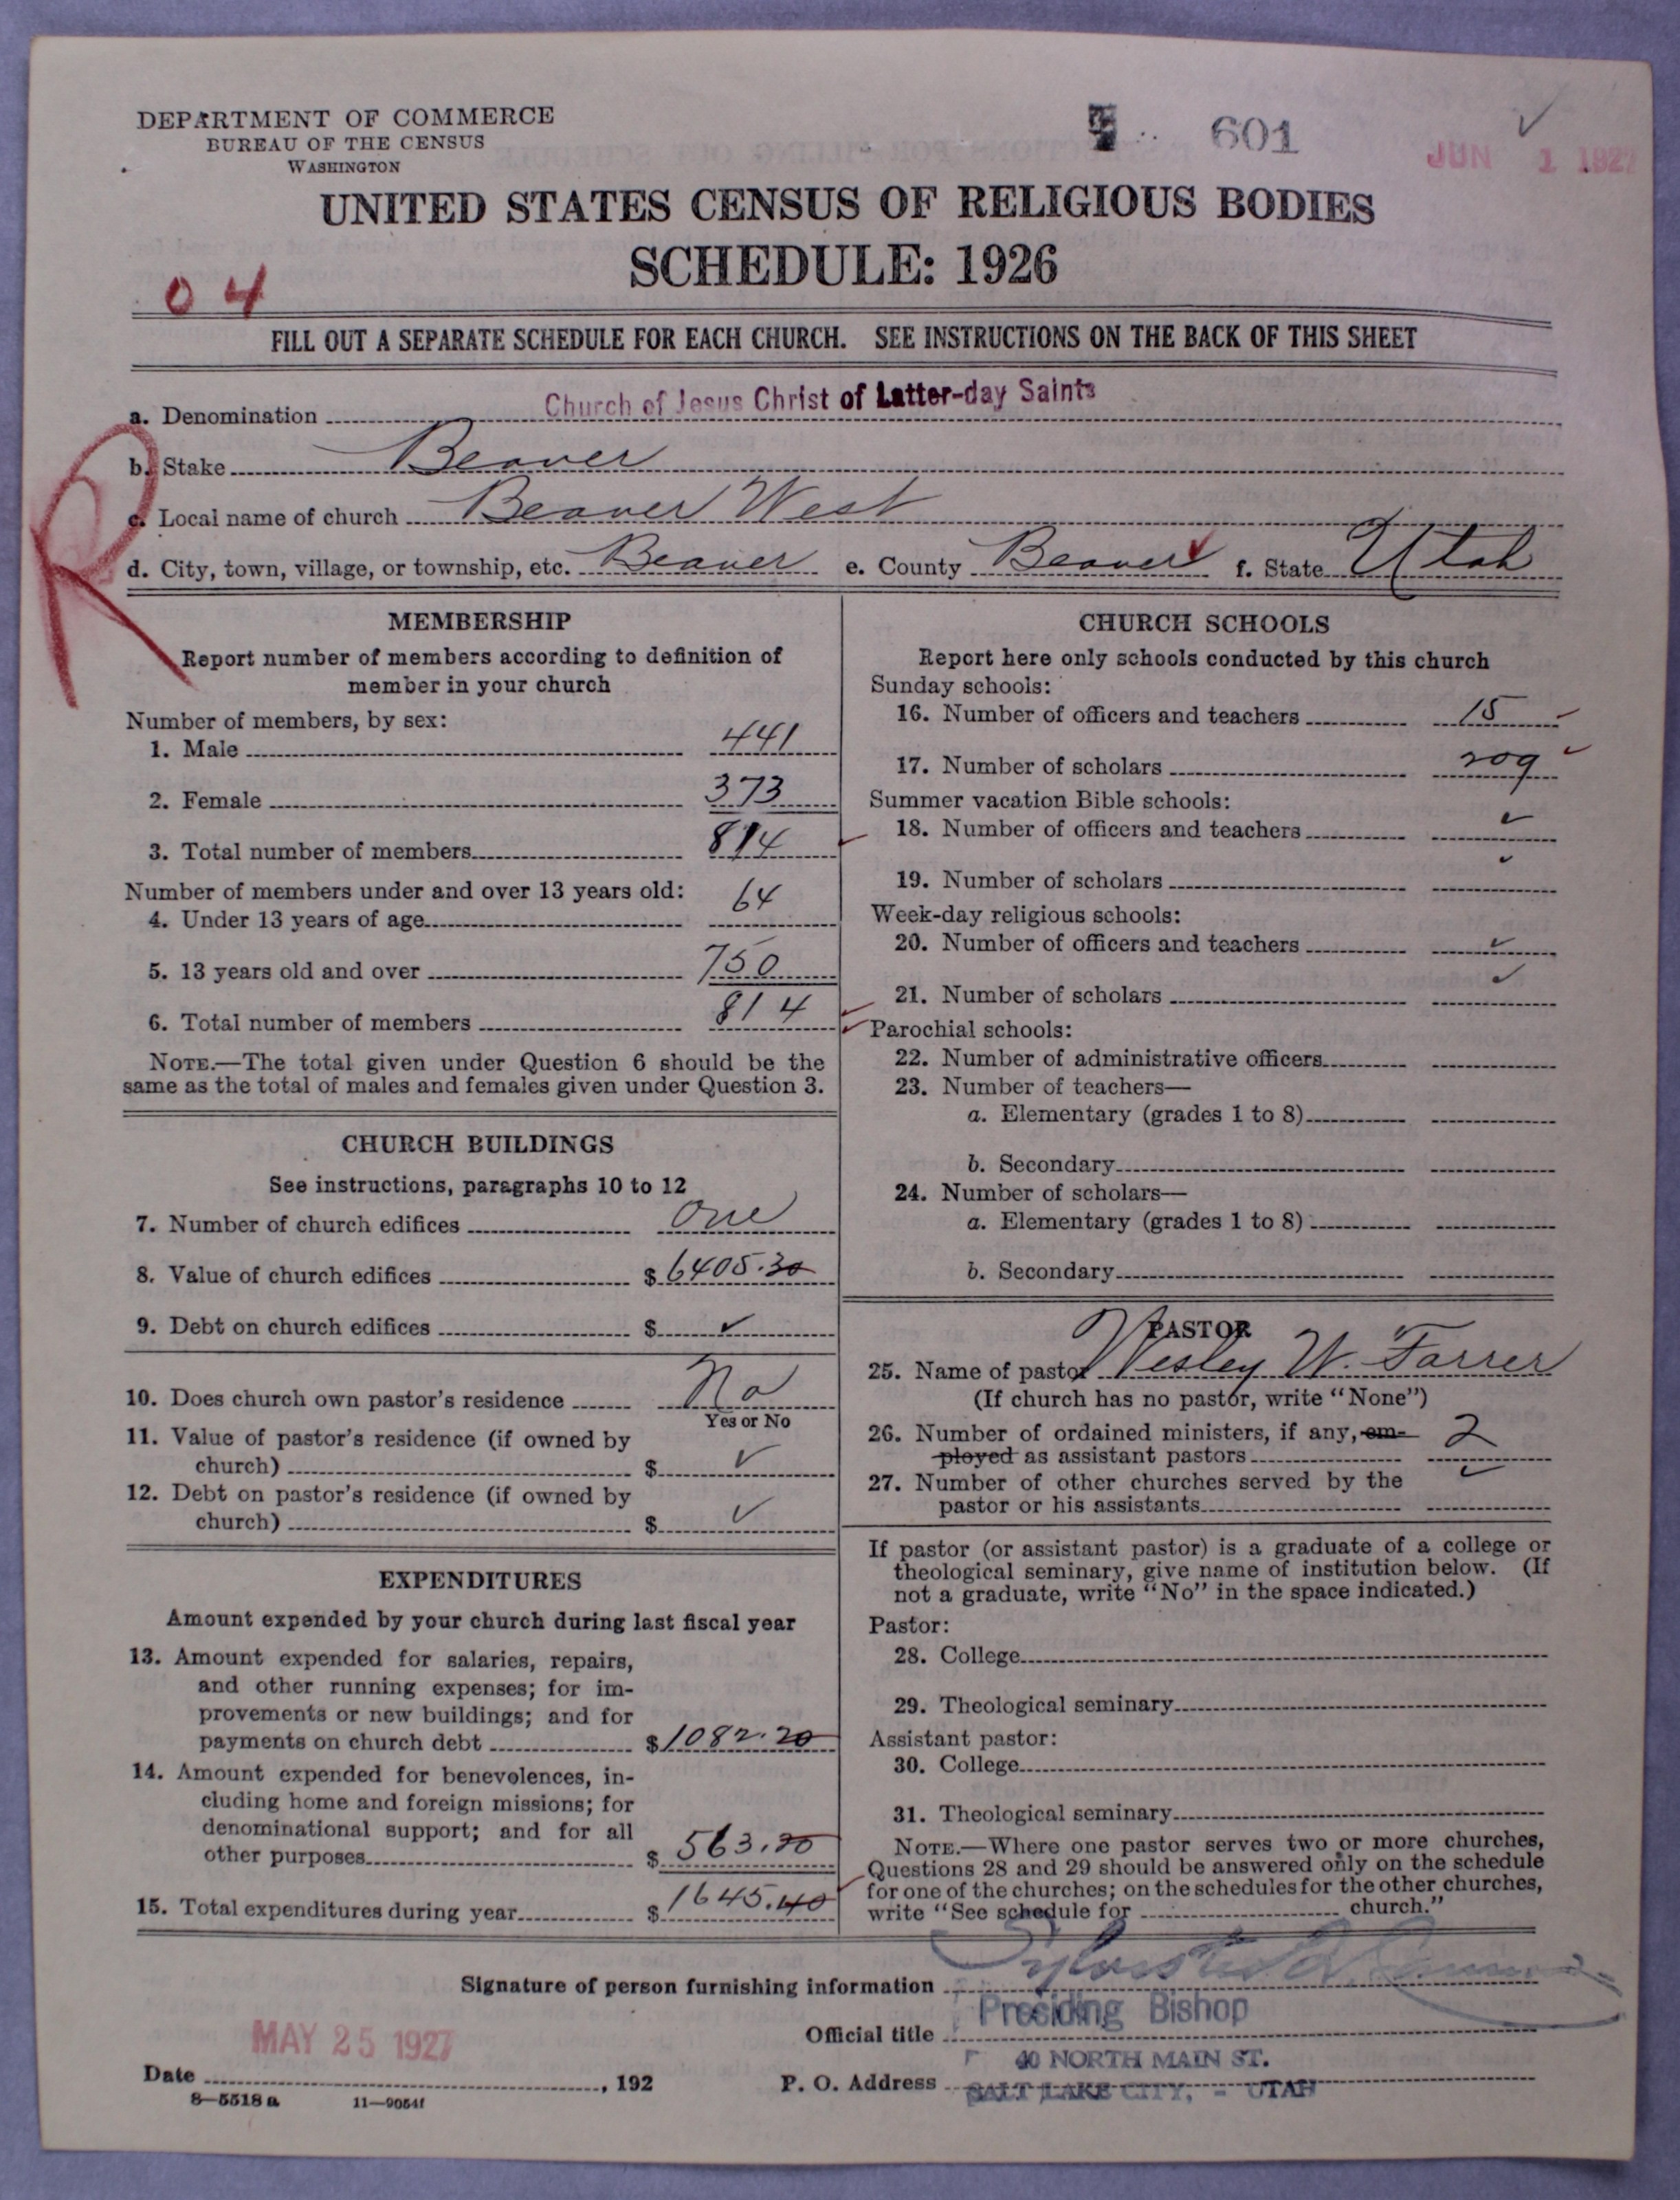 DEPARTMENT OF COMMERCE
BUREAU OF THE CENSUS
WASHINGTON
601
JUN 1 1927
UNITED STATES CENSUS OF RELIGIOUS BODIES
SCHEDULE: 1926
04
FILL OUT A SEPARATE SCHEDULE FOR EACH CHURCH. SEE INSTRUCTIONS ON THE BACK OF THIS SHEET
R
a. Denomination Church of Jesus Christ of Latter-day Saints
b. Stake Beaver
c. Local name of church Beaver West
d. City, town, village, or township, etc. Beaver e. County Beaver f. State Utah
MEMBERSHIP
Report number of members according to definition of
member in your church
Number of members, by sex:
1. Male 441
2. Female 373
3. Total number of members 814
Number of members under and over 13 years old:
4. Under 13 years of age 64
5. 13 years old and over 750
6. Total number of members 814
NOTE.—The total given under Question 6 should be the
same as the total of males and females given under Question 3.
CHURCH BUILDINGS
See instructions, paragraphs 10 to 12
7. Number of church edifices One
8. Value of church edifices $ 6405.30
9. Debt on church edifices $ ✓
10. Does church own pastor's residence No
Yes or No
11. Value of pastor's residence (if owned by
church) $ ✓
12. Debt on pastor's residence (if owned by
church) $ ✓
EXPENDITURES
Amount expended by your church during last fiscal year
13. Amount expended for salaries, repairs,
and other running expenses; for im-
provements or new buildings; and for
payments on church debt $ 1082.20
14. Amount expended for benevolences, in-
cluding home and foreign missions; for
denominational support; and for all
other purposes $ 563.20
15. Total expenditures during year $ 1645.40
CHURCH SCHOOLS
Report here only schools conducted by this church
Sunday schools:
16. Number of officers and teachers 15
17. Number of scholars 209
Summer vacation Bible schools:
18. Number of officers and teachers ✓
19. Number of scholars ✓
Week-day religious schools:
20. Number of officers and teachers ✓
21. Number of scholars ✓
Parochial schools:
22. Number of administrative officers
23. Number of teachers—
a. Elementary (grades 1 to 8)
b. Secondary
24. Number of scholars—
a. Elementary (grades 1 to 8)
b. Secondary
PASTOR
25. Name of pastor Wesley W. Farrer
(If church has no pastor, write "None")
26. Number of ordained ministers, if any, em-
ployed as assistant pastors 2
27. Number of other churches served by the
pastor or his assistants ✓
If pastor (or assistant pastor) is a graduate of a college or
theological seminary, give name of institution below. (If
not a graduate, write "No" in the space indicated.)
Pastor:
28. College
29. Theological seminary
Assistant pastor:
30. College
31. Theological seminary
NOTE.—Where one pastor serves two or more churches,
Questions 28 and 29 should be answered only on the schedule
for one of the churches; on the schedules for the other churches,
write "See schedule for church."
Signature of person furnishing information Sylvester Q. Cannon
Official title Presiding Bishop
MAY 25 1927
Date , 192
P. O. Address 40 NORTH MAIN ST.
SALT LAKE CITY, - UTAH
8—5518 a 11—9054f